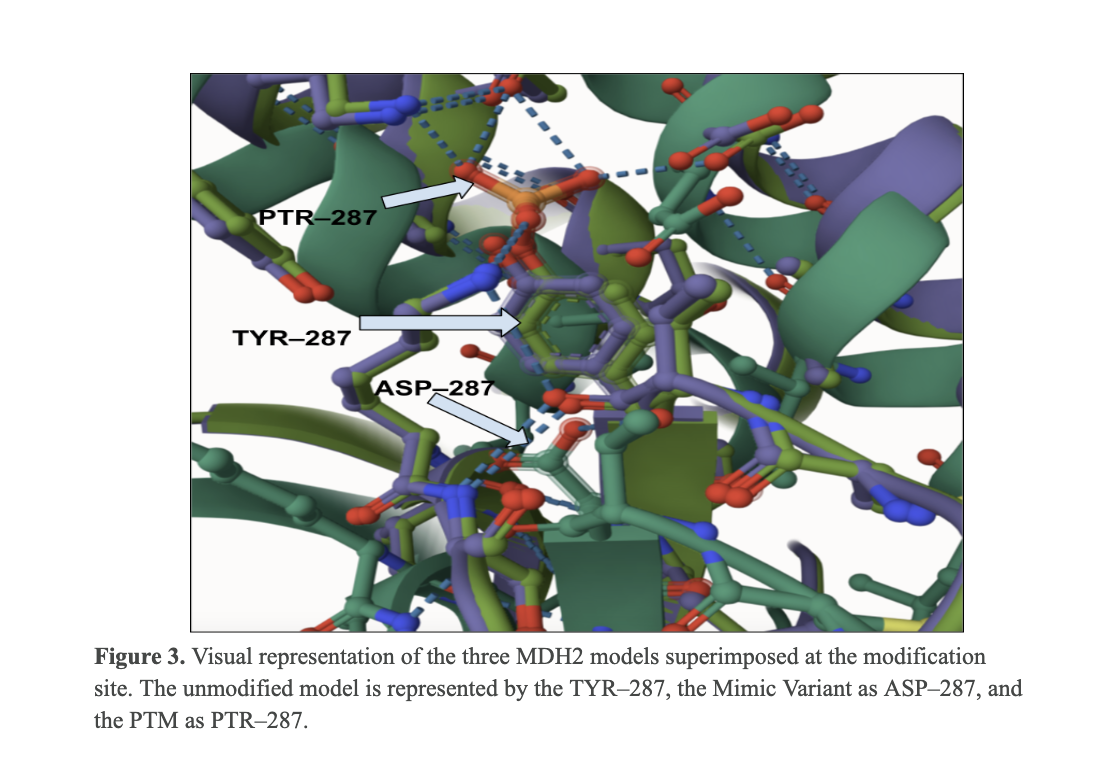 PTR–287
TYR–287
ASP–287
Figure 3. Visual representation of the three MDH2 models superimposed at the modification
site. The unmodified model is represented by the TYR–287, the Mimic Variant as ASP–287, and
the PTM as PTR–287.